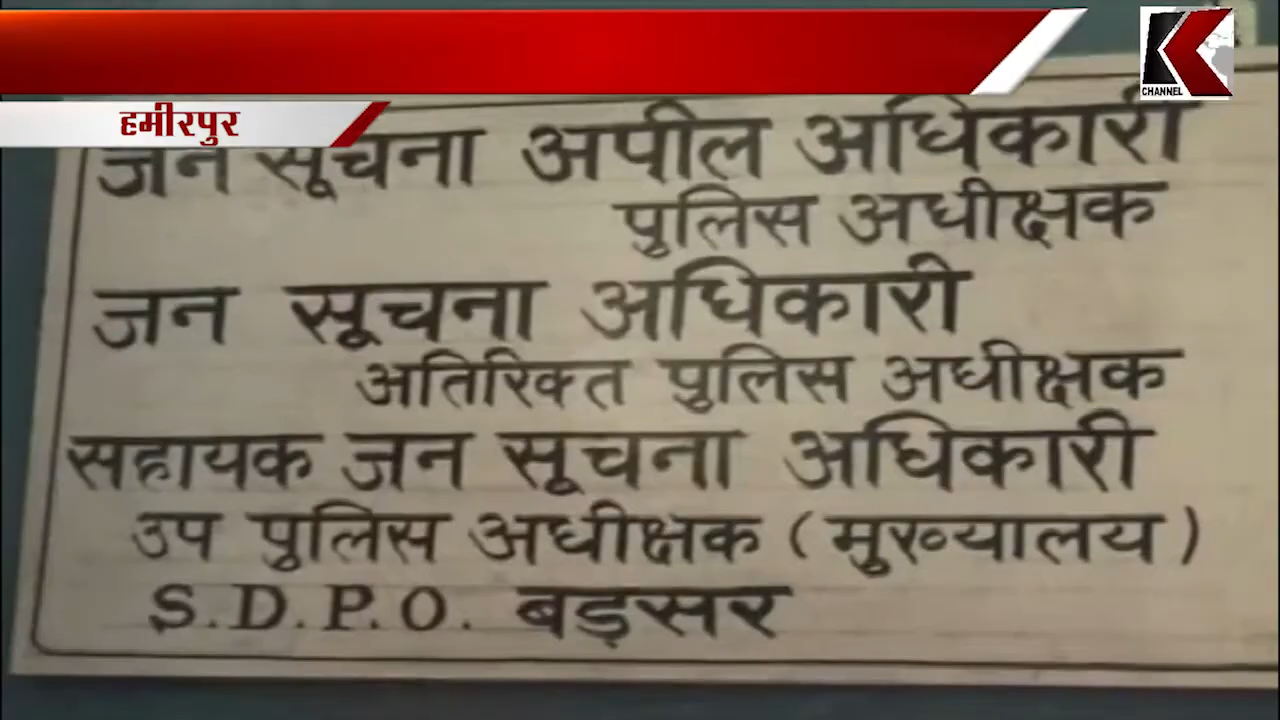 हमीरपुर
K
CHANNEL
जन सूचना अपील अधिकारी
पुलिस अधीक्षक
जन सूचना अधिकारी
अतिरिक्त पुलिस अधीक्षक
सहायक जन सूचना अधिकारी
उप पुलिस अधीक्षक (मुख्यालय)
S.D.P.O. बड़सर